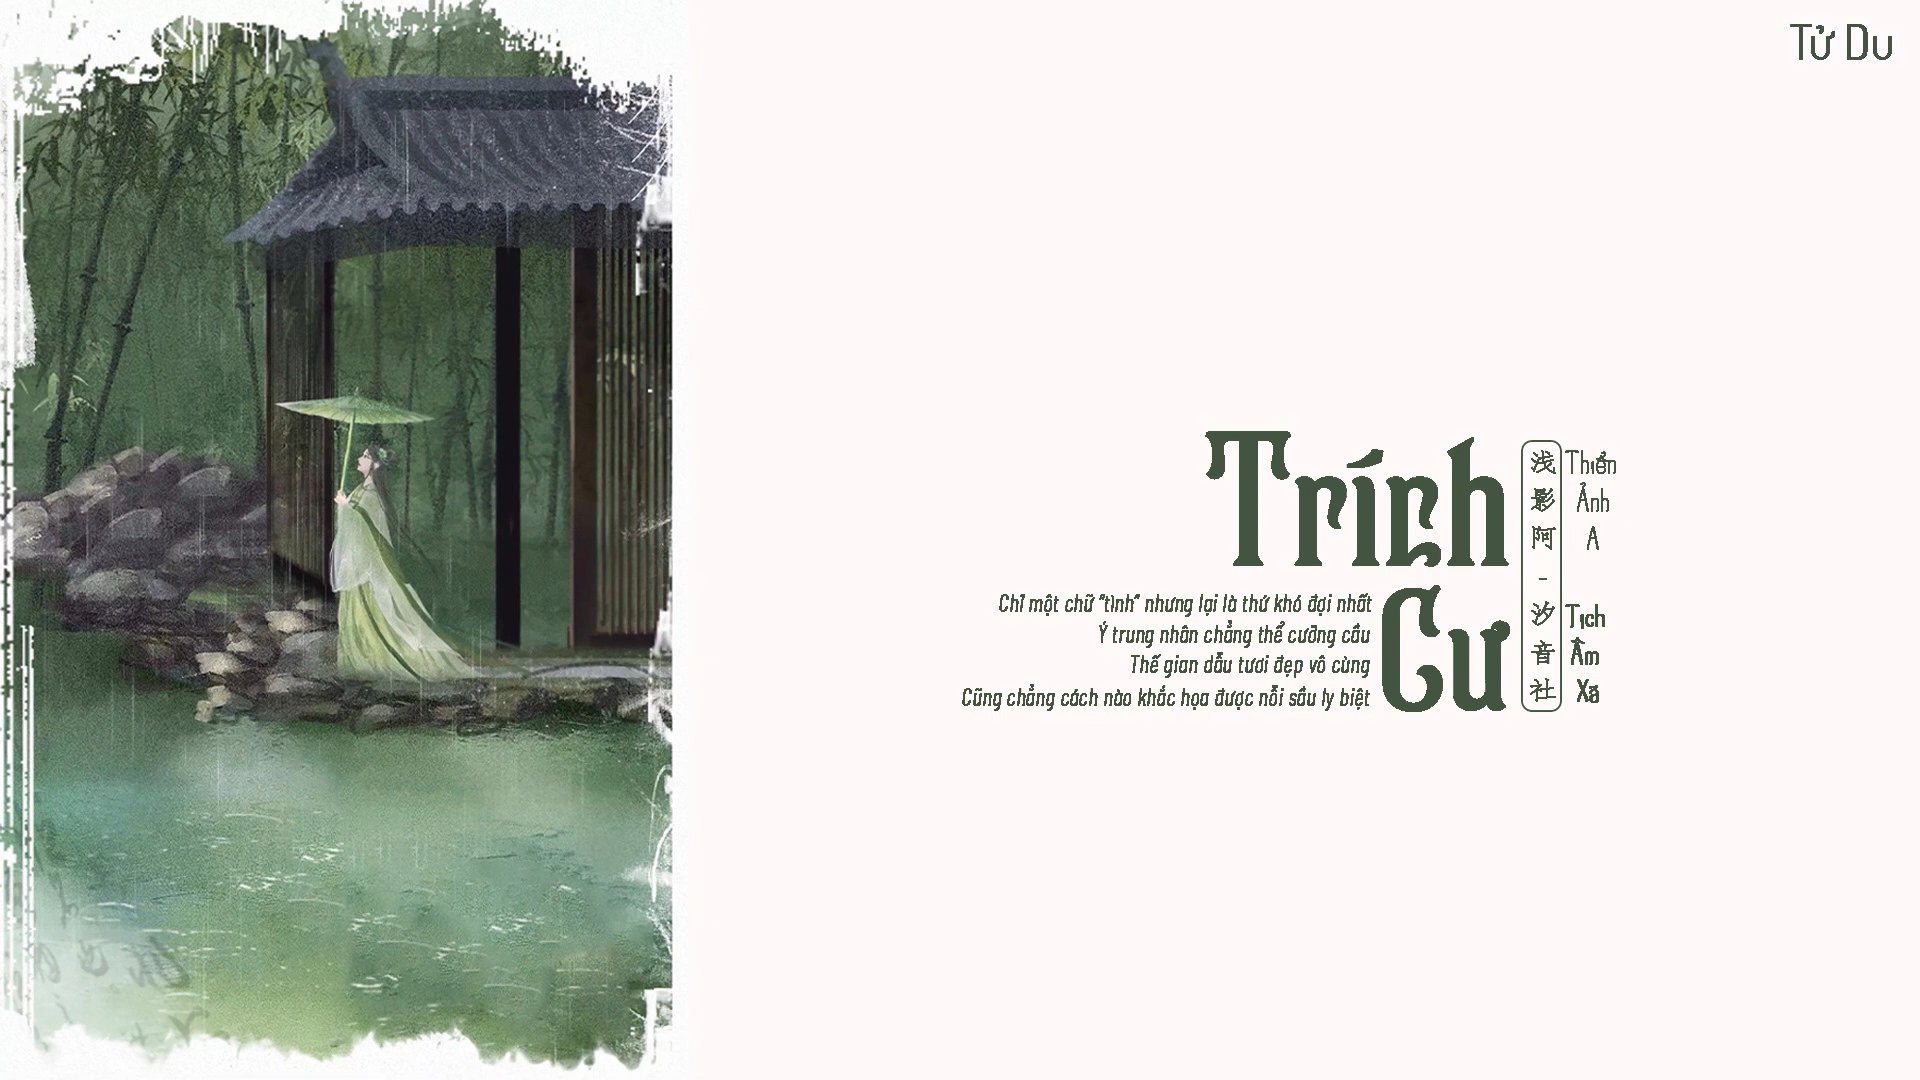 Tử Du
Trích
Cư
Chỉ một chữ "tình" nhưng lại là thứ khó đợi nhất
Ý trung nhân chẳng thể cưỡng cầu
Thế gian dẫu tươi đẹp vô cùng
Cũng chẳng cách nào khắc họa được nỗi sầu ly biệt
浅影阿-汐音社
Thiển
Ảnh
A
Tịch
Âm
Xã